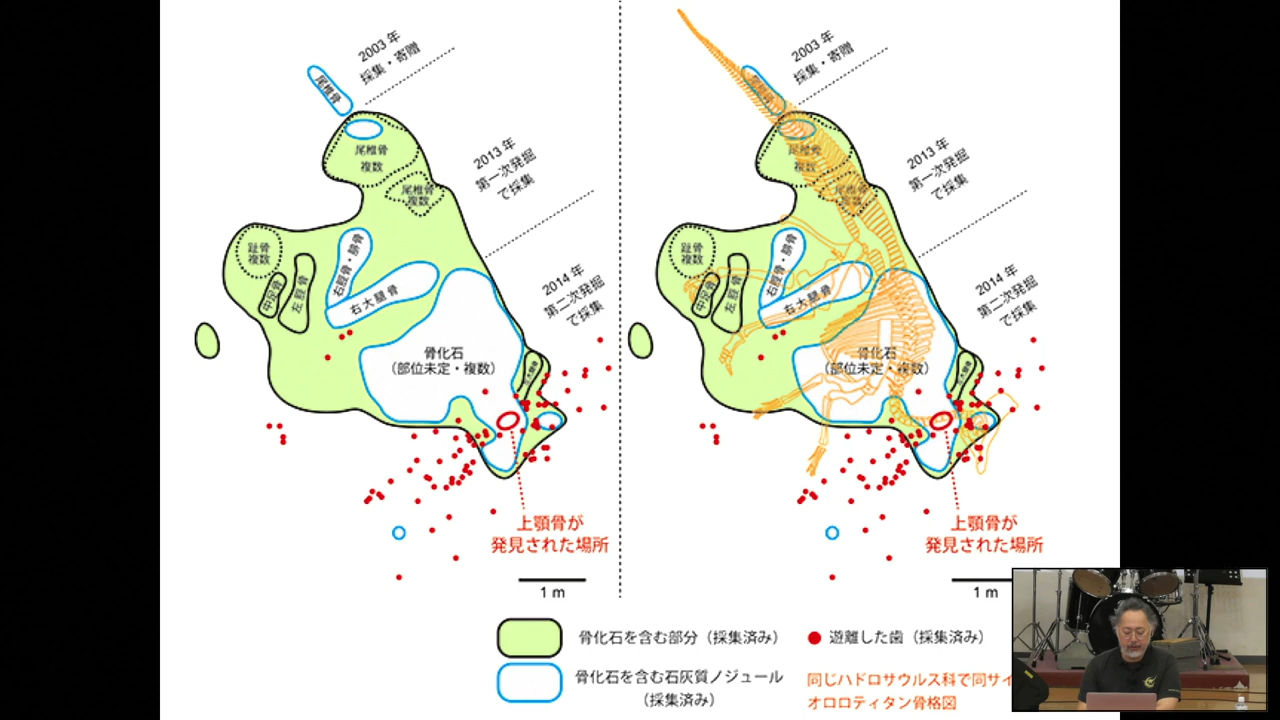 2003 年
採集・寄贈
尾椎骨
尾椎骨
複数
尾椎骨
複数
2013 年
第一次発掘
で採集
趾骨
複数
中足骨
左脛骨
右脛骨・腓骨
右大腿骨
2014 年
第二次発掘
で採集
骨化石
（部位未定・複数）
上顎骨が
発見された場所
1 m
2003 年
採集・寄贈
尾椎骨
尾椎骨
複数
尾椎骨
複数
2013 年
第一次発掘
で採集
趾骨
複数
中足骨
左脛骨
右脛骨・腓骨
右大腿骨
2014 年
第二次発掘
で採集
骨化石
（部位未定・複数）
上顎骨が
発見された場所
1 m
骨化石を含む部分（採集済み）
遊離した歯（採集済み）
骨化石を含む石灰質ノジュール
（採集済み）
同じハドロサウルス科で同サイ
オロロティタン骨格図